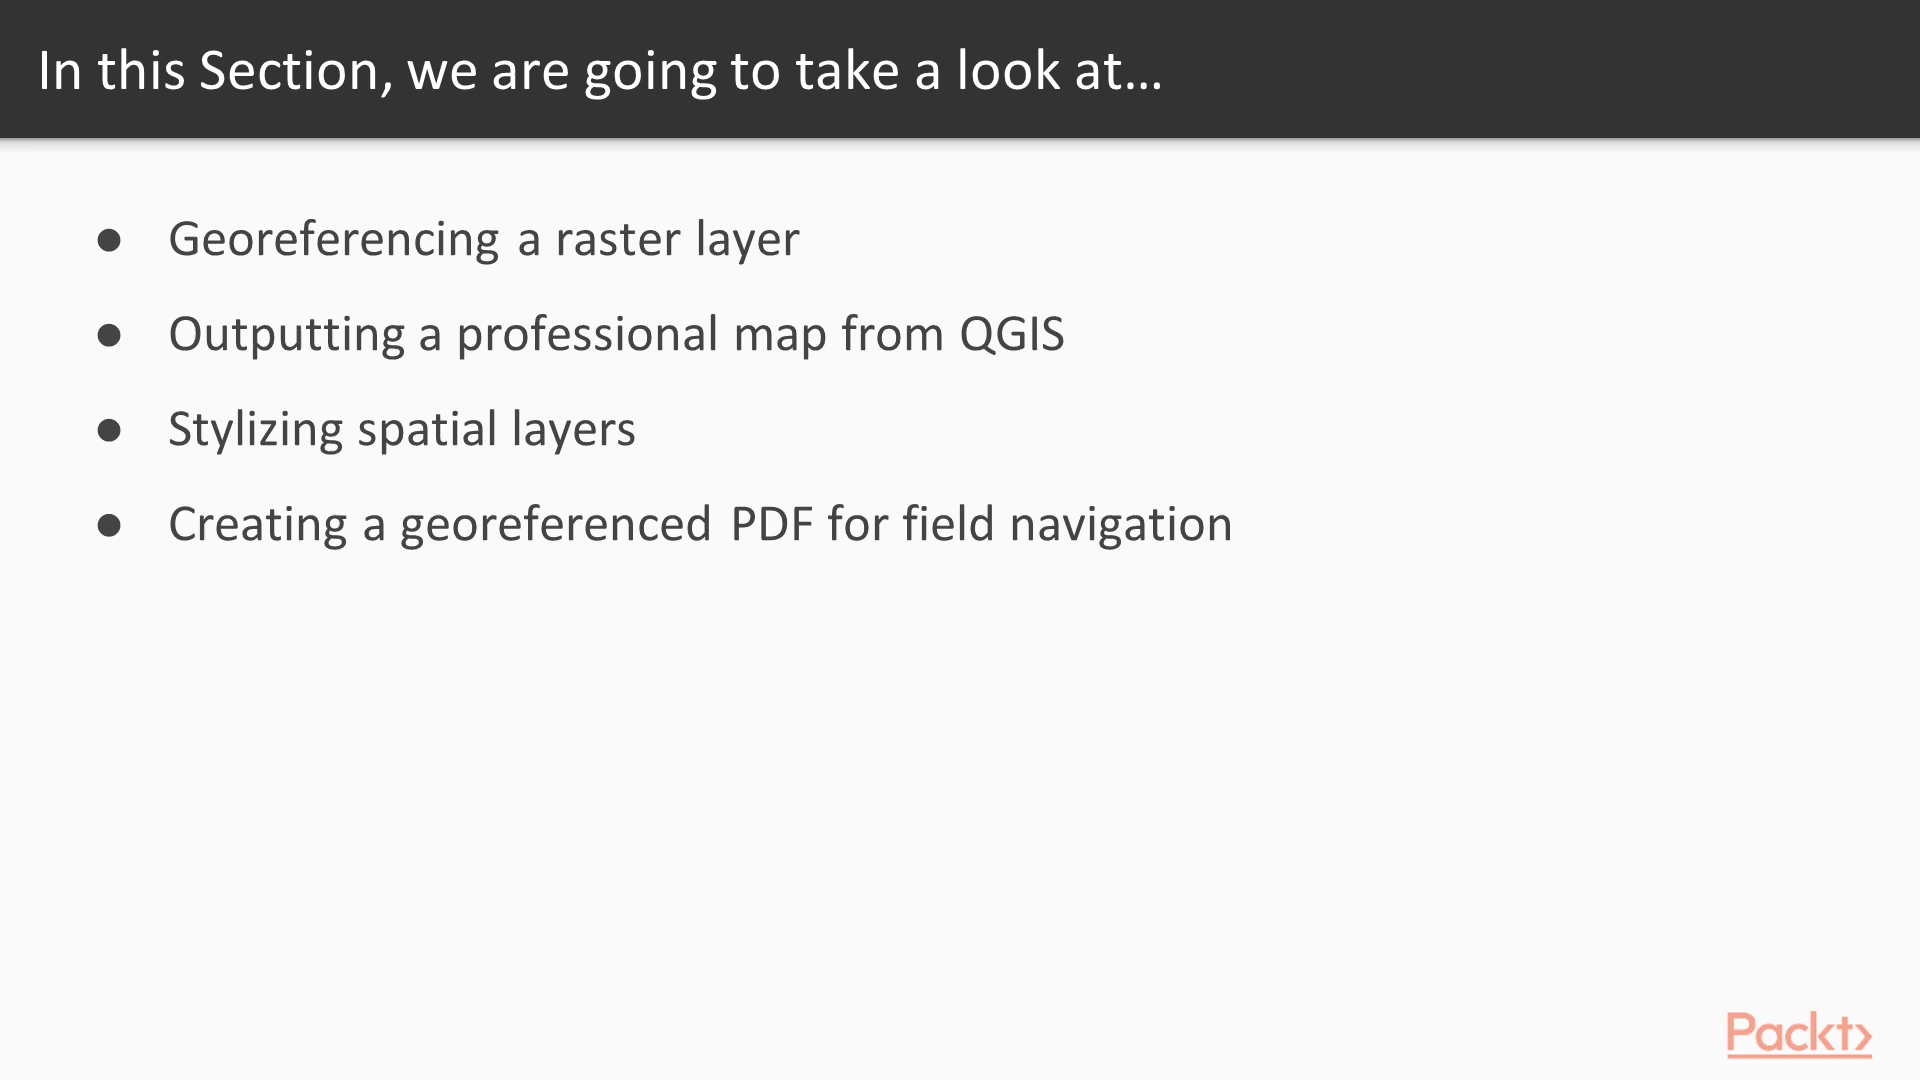 In this Section, we are going to take a look at...
● Georeferencing a raster layer
● Outputting a professional map from QGIS
● Stylizing spatial layers
● Creating a georeferenced PDF for field navigation
Packt>